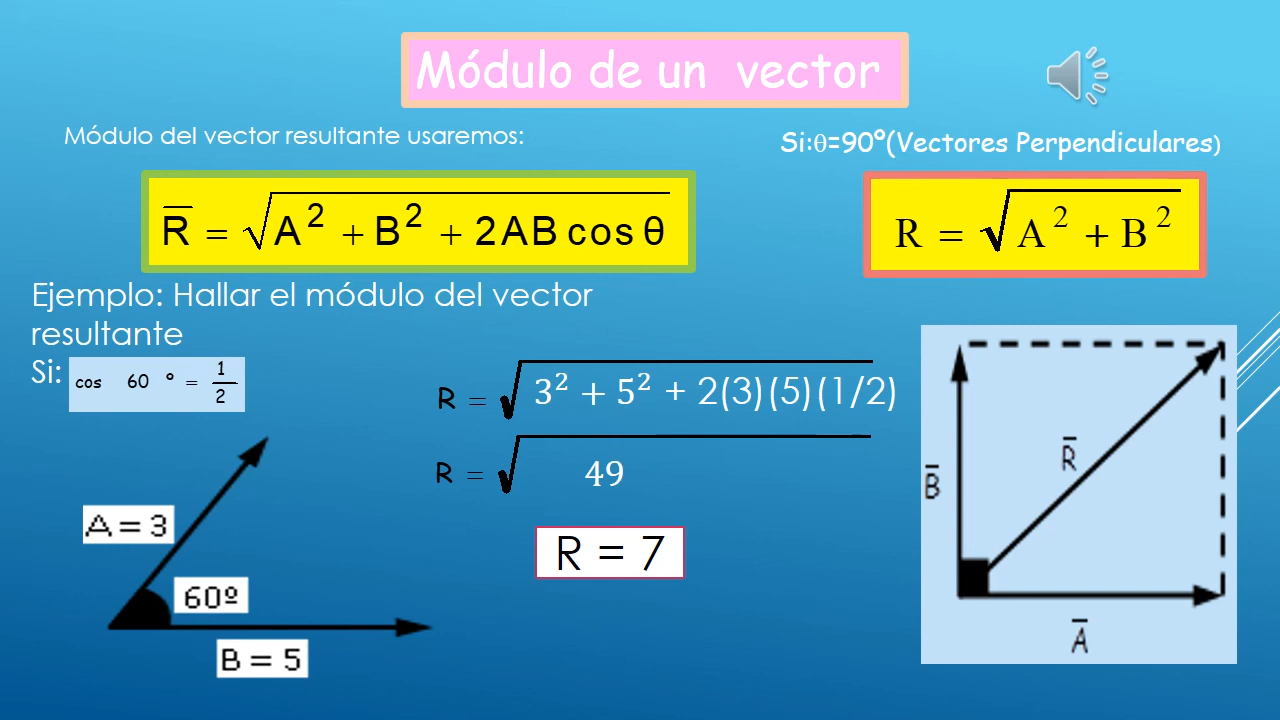 Módulo de un vector
Módulo del vector resultante usaremos:
Si:θ=90º(Vectores Perpendiculares)
R̅ = √A² + B² + 2AB cos θ
R = √A² + B²
Ejemplo: Hallar el módulo del vector
resultante
Si: cos 60 º = 1/2
R = √3² + 5² + 2(3)(5)(1/2)
R = √49
R = 7
A = 3
60º
B = 5
B̅
R̅
A̅